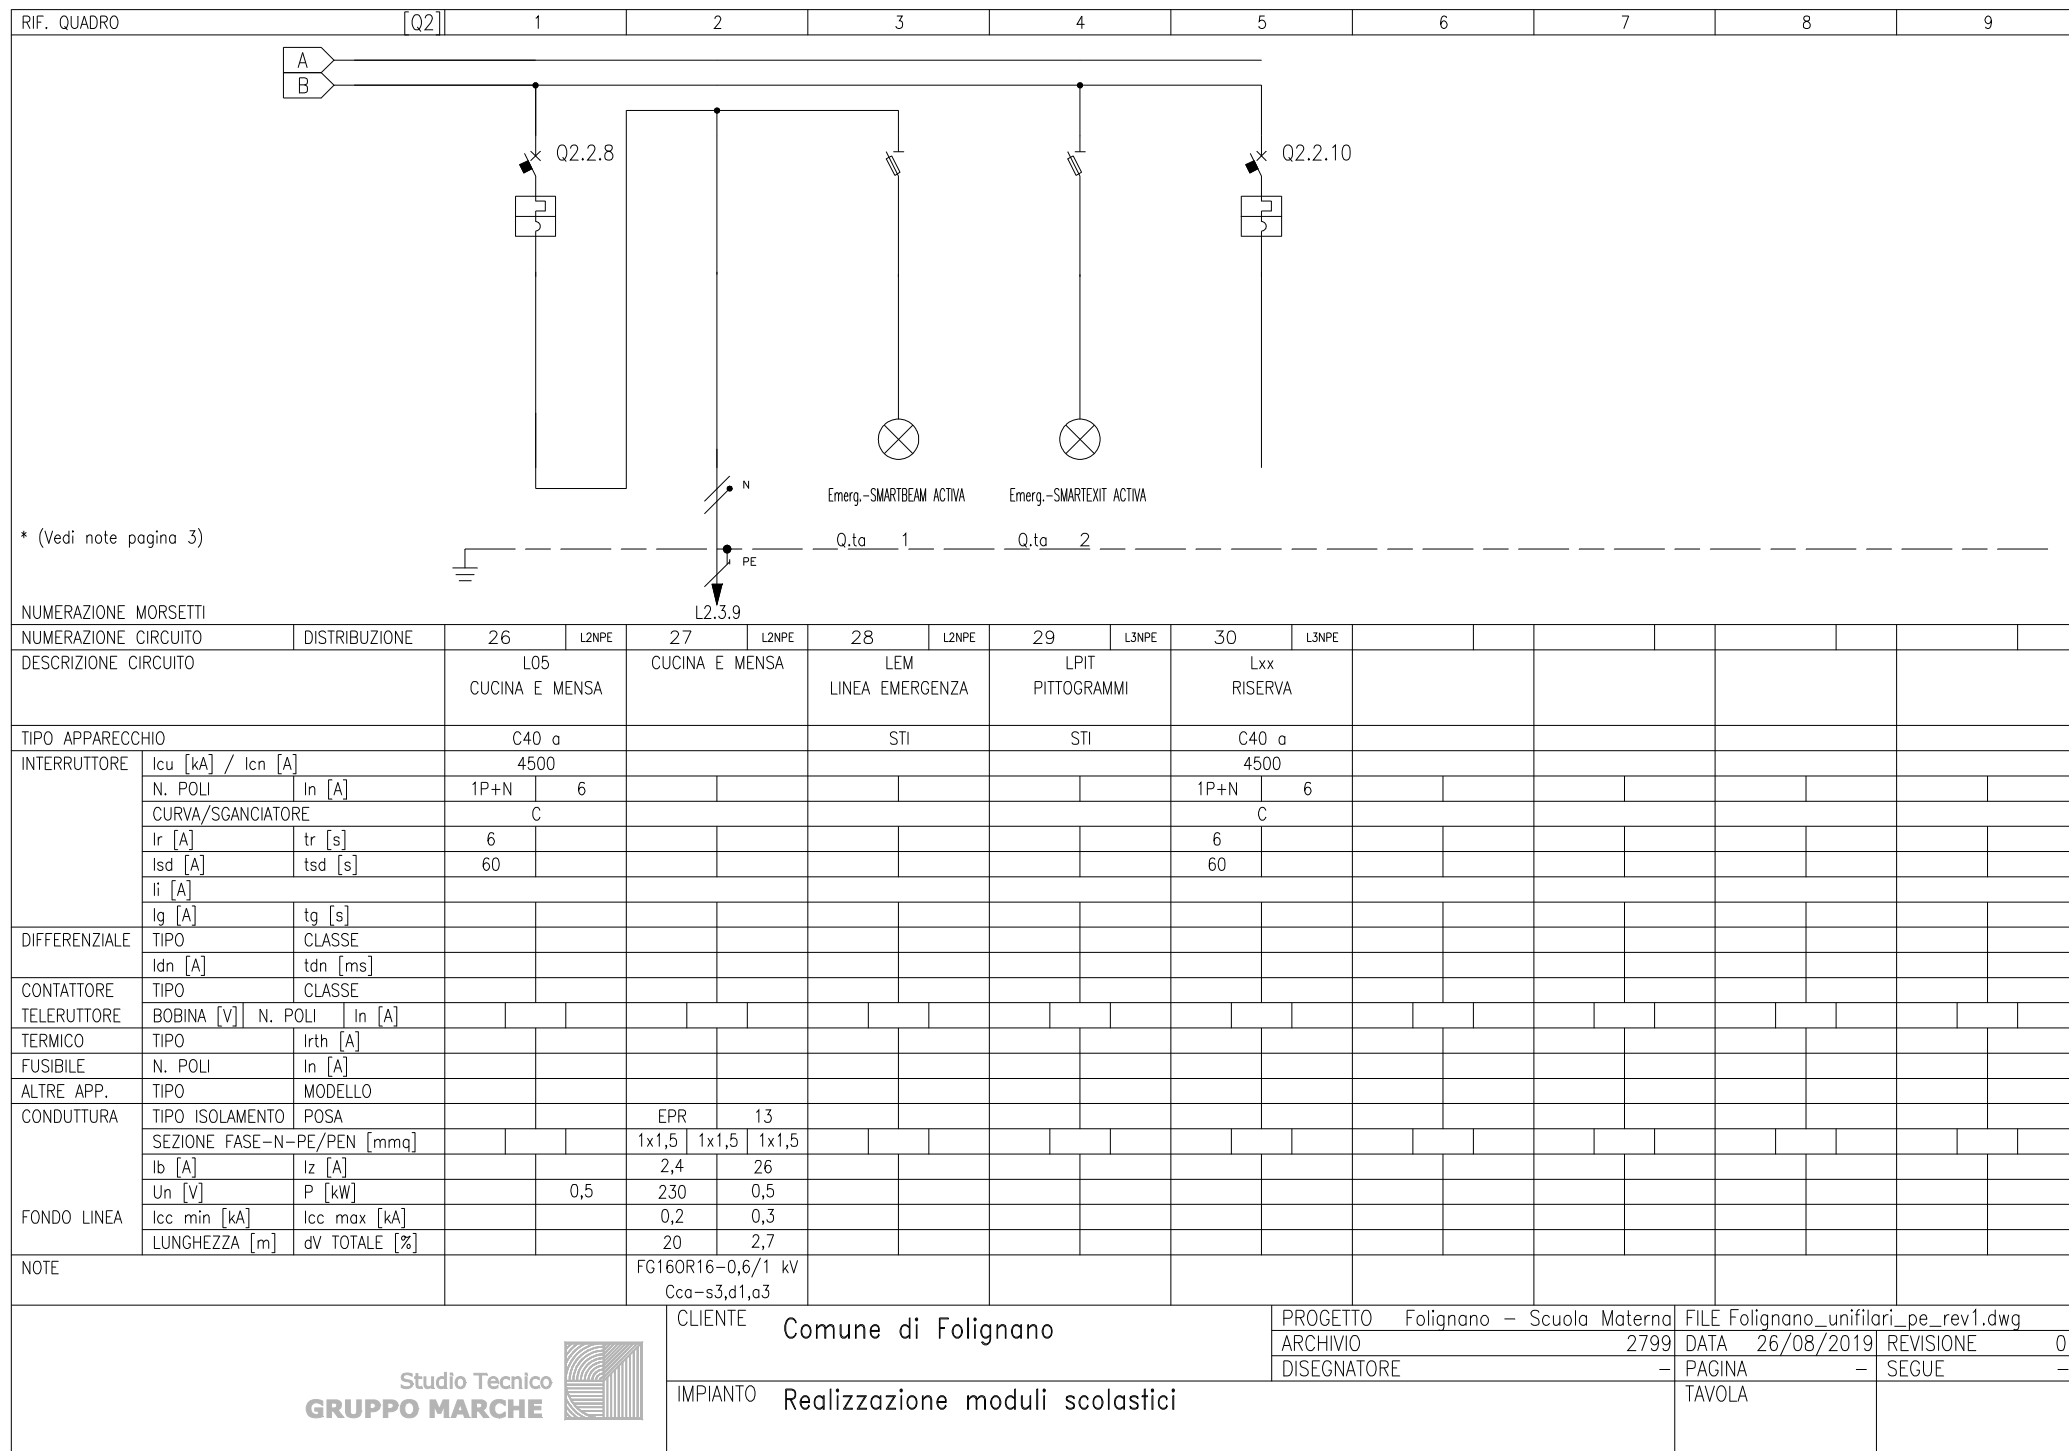 RIF. QUADRO [Q2] 1 2 3 4 5 6 7 8 9
A
B
Q2.2.8 Q2.2.10
N
Emerg.-SMARTBEAM ACTIVA Emerg.-SMARTEXIT ACTIVA
* (Vedi note pagina 3) Q.ta 1 Q.ta 2
PE
NUMERAZIONE MORSETTI L2.3.9
NUMERAZIONE CIRCUITO DISTRIBUZIONE 26 L2NPE 27 L2NPE 28 L2NPE 29 L3NPE 30 L3NPE
DESCRIZIONE CIRCUITO L05 CUCINA E MENSA LEM LPIT Lxx
CUCINA E MENSA LINEA EMERGENZA PITTOGRAMMI RISERVA
TIPO APPARECCHIO C40 a STI STI C40 a
INTERRUTTORE Icu [kA] / Icn [A] 4500 4500
N. POLI In [A] 1P+N 6 1P+N 6
CURVA/SGANCIATORE C C
Ir [A] tr [s] 6 6
Isd [A] tsd [s] 60 60
Ii [A]
Ig [A] tg [s]
DIFFERENZIALE TIPO CLASSE
Idn [A] tdn [ms]
CONTATTORE TIPO CLASSE
TELERUTTORE BOBINA [V] N. POLI In [A]
TERMICO TIPO Irth [A]
FUSIBILE N. POLI In [A]
ALTRE APP. TIPO MODELLO
CONDUTTURA TIPO ISOLAMENTO POSA EPR 13
SEZIONE FASE-N-PE/PEN [mmq] 1x1,5 1x1,5 1x1,5
Ib [A] Iz [A] 2,4 26
Un [V] P [kW] 0,5 230 0,5
FONDO LINEA Icc min [kA] Icc max [kA] 0,2 0,3
LUNGHEZZA [m] dV TOTALE [%] 20 2,7
NOTE FG16OR16-0,6/1 kV
Cca-s3,d1,a3
Studio Tecnico
GRUPPO MARCHE
CLIENTE Comune di Folignano
IMPIANTO Realizzazione moduli scolastici
PROGETTO Folignano - Scuola Materna FILE Folignano_unifilari_pe_rev1.dwg
ARCHIVIO 2799 DATA 26/08/2019 REVISIONE 0
DISEGNATORE - PAGINA - SEGUE -
TAVOLA